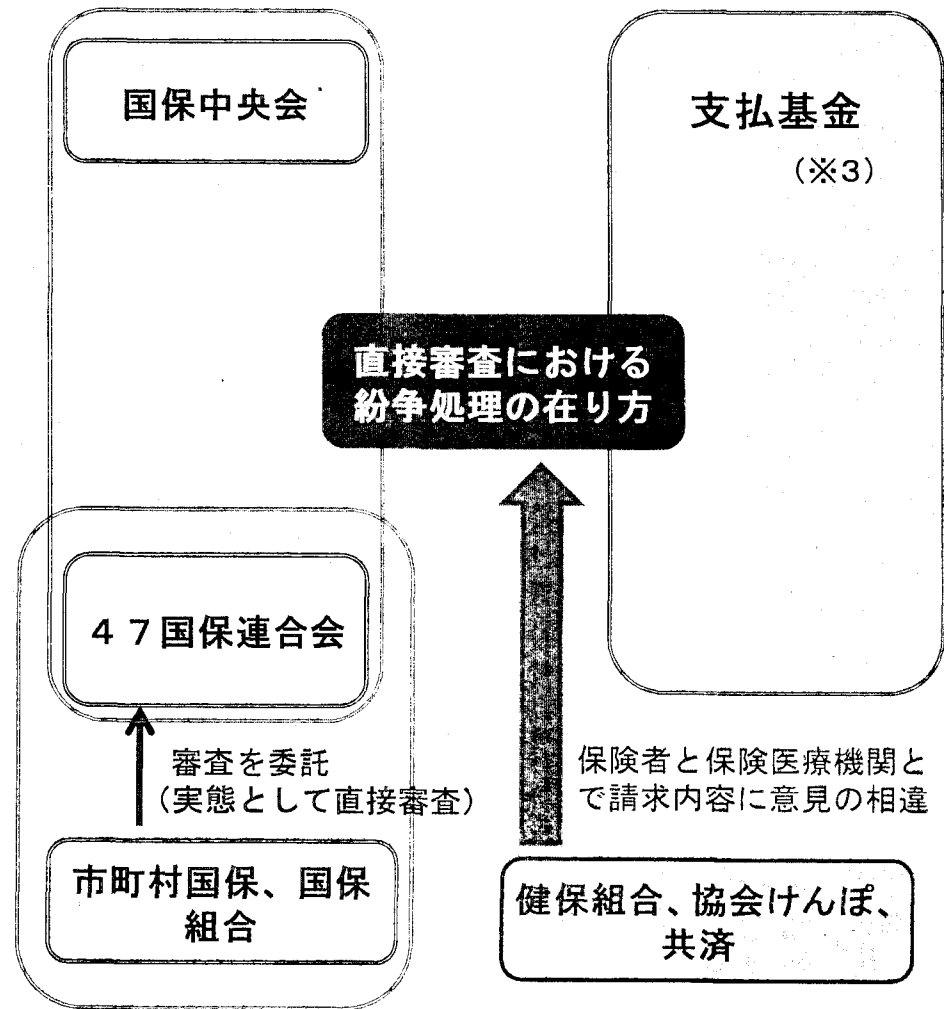 国保中央会
支払基金
（※3）
直接審査における
紛争処理の在り方
４７国保連合会
審査を委託
（実態として直接審査）
保険者と保険医療機関と
で請求内容に意見の相違
市町村国保、国保
組合
健保組合、協会けんぽ、
共済